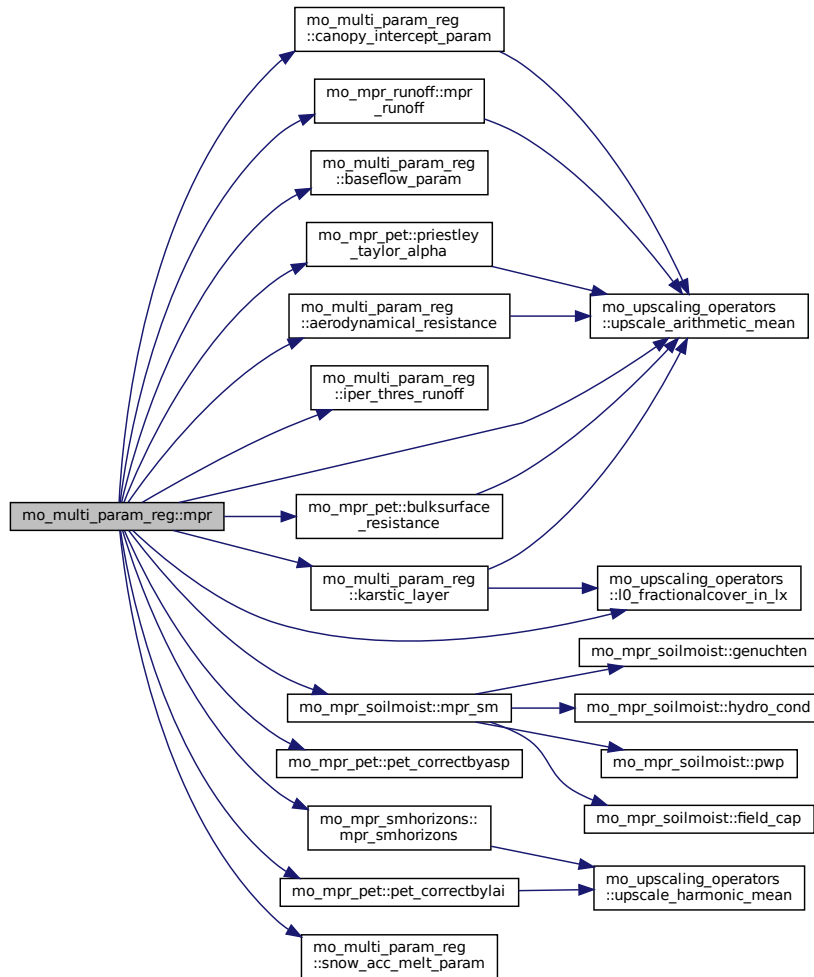 mo_multi_param_reg
::canopy_intercept_param
mo_mpr_runoff::mpr
_runoff
mo_multi_param_reg
::baseflow_param
mo_mpr_pet::priestley
_taylor_alpha
mo_multi_param_reg
::aerodynamical_resistance
mo_upscaling_operators
::upscale_arithmetic_mean
mo_multi_param_reg
::iper_thres_runoff
mo_multi_param_reg::mpr
mo_mpr_pet::bulksurface
_resistance
mo_multi_param_reg
::karstic_layer
mo_upscaling_operators
::l0_fractionalcover_in_lx
mo_mpr_soilmoist::genuchten
mo_mpr_soilmoist::mpr_sm
mo_mpr_soilmoist::hydro_cond
mo_mpr_pet::pet_correctbyasp
mo_mpr_soilmoist::pwp
mo_mpr_smhorizons::
mpr_smhorizons
mo_mpr_soilmoist::field_cap
mo_mpr_pet::pet_correctbylai
mo_upscaling_operators
::upscale_harmonic_mean
mo_multi_param_reg
::snow_acc_melt_param